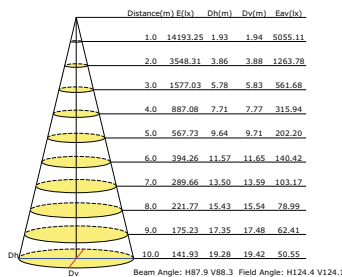 Distance(m) E(lx) Dh(m) Dv(m) Eav(lx)
1.0 14193.25 1.93 1.94 5055.11
2.0 3548.31 3.86 3.88 1263.78
3.0 1577.03 5.78 5.83 561.68
4.0 887.08 7.71 7.77 315.94
5.0 567.73 9.64 9.71 202.20
6.0 394.26 11.57 11.65 140.42
7.0 289.66 13.50 13.59 103.17
8.0 221.77 15.43 15.54 78.99
9.0 175.23 17.35 17.48 62.41
Dh 10.0 141.93 19.28 19.42 50.55
Dv
Beam Angle: H87.9 V88.3 Field Angle: H124.4 V124.